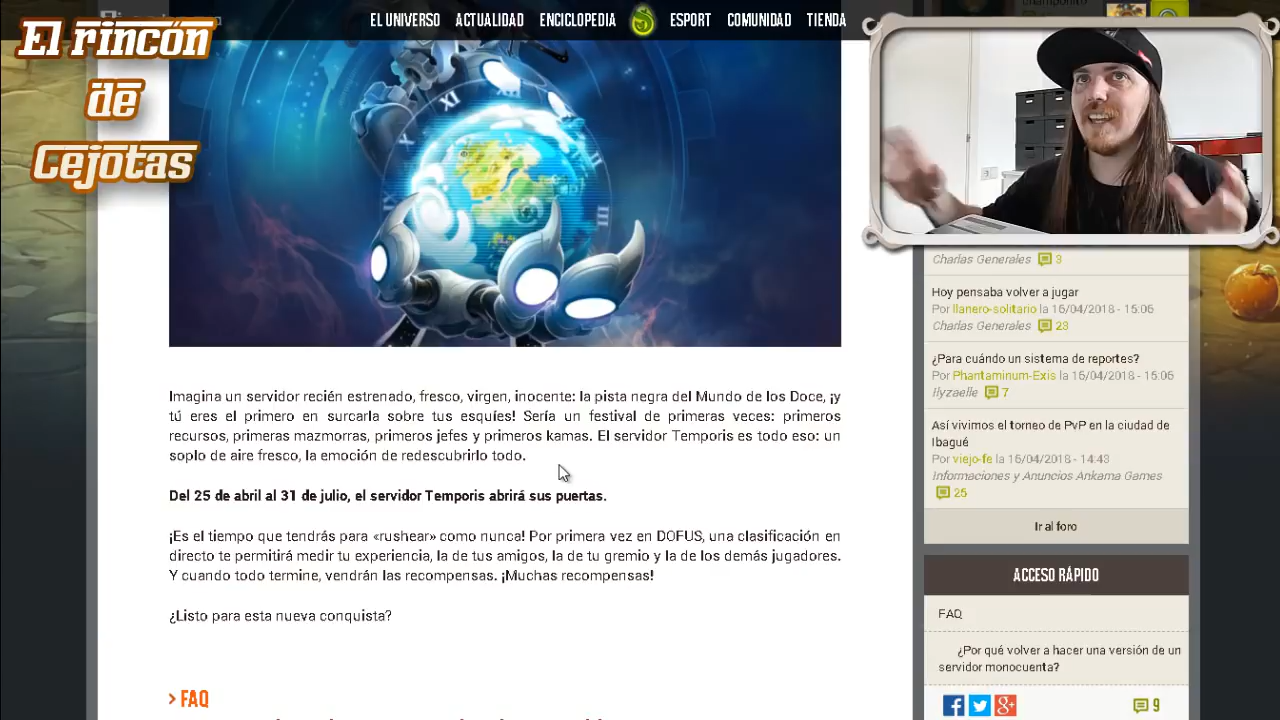 El rincón
de
Cejotas
EL UNIVERSO ACTUALIDAD ENCICLOPEDIA ESPORT COMUNIDAD TIENDA
XI
III
Imagina un servidor recién estrenado, fresco, virgen, inocente: la pista negra del Mundo de los Doce, ¡y
tú eres el primero en surcarla sobre tus esquíes! Sería un festival de primeras veces: primeros
recursos, primeras mazmorras, primeros jefes y primeros kamas. El servidor Temporis es todo eso: un
soplo de aire fresco, la emoción de redescubrirlo todo.
Del 25 de abril al 31 de julio, el servidor Temporis abrirá sus puertas.
¡Es el tiempo que tendrás para «rushear» como nunca! Por primera vez en DOFUS, una clasificación en
directo te permitirá medir tu experiencia, la de tus amigos, la de tu gremio y la de los demás jugadores.
Y cuando todo termine, vendrán las recompensas. ¡Muchas recompensas!
¿Listo para esta nueva conquista?
> FAQ
Charlas Generales 3
Hoy pensaba volver a jugar
Por llanero-solitario la 16/04/2018 - 15:06
Charlas Generales 23
¿Para cuándo un sistema de reportes?
Por Phantaminum-Exis la 16/04/2018 - 15:06
Ilyzaelle 7
Así vivimos el torneo de PvP en la ciudad de
Ibagué
Por viejo-fe la 16/04/2018 - 14:43
Informaciones y Anuncios Ankama Games
26
Ir al foro
ACCESO RÁPIDO
FAQ
¿Por qué volver a hacer una versión de un
servidor monocuenta?
9